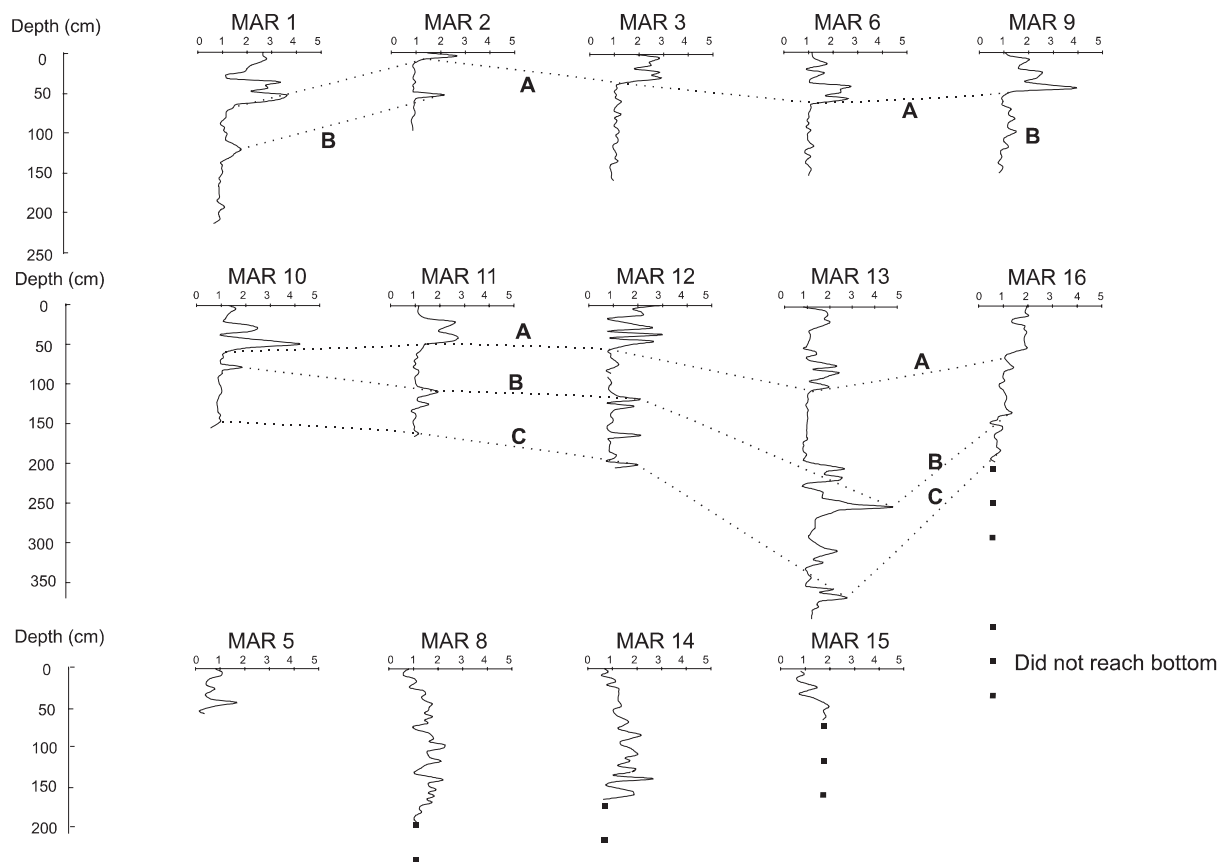 Depth (cm) MAR 1 MAR 2 MAR 3 MAR 6 MAR 9
0 1 2 3 4 5 0 1 2 3 4 5 0 1 2 3 4 5 0 1 2 3 4 5 0 1 2 3 4 5
0
50
A
A
100
B
B
150
200
250
Depth (cm) MAR 10 MAR 11 MAR 12 MAR 13 MAR 16
0 1 2 3 4 5 0 1 2 3 4 5 0 1 2 3 4 5 0 1 2 3 4 5 0 1 2 3 4 5
0
A
50
A
100
B
150
C
200
B
C
250
300
350
Depth (cm) MAR 5 MAR 8 MAR 14 MAR 15
0 1 2 3 4 5 0 1 2 3 4 5 0 1 2 3 4 5 0 1 2 3 4 5
Did not reach bottom
0
50
100
150
200